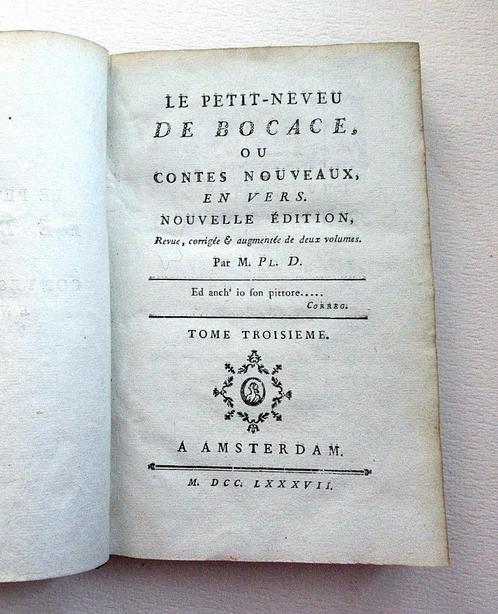 LE PETIT-NEVEU
DE BOCACE,
OU
CONTES NOUVEAUX,
EN VERS.
NOUVELLE ÉDITION,
Revue, corrigée & augmentée de deux volumes.
Par M. PL. D.
Ed anch' io ſon pittore.....
CORREG.
TOME TROISIEME.
A AMSTERDAM.
M. DCC. LXXXVII.